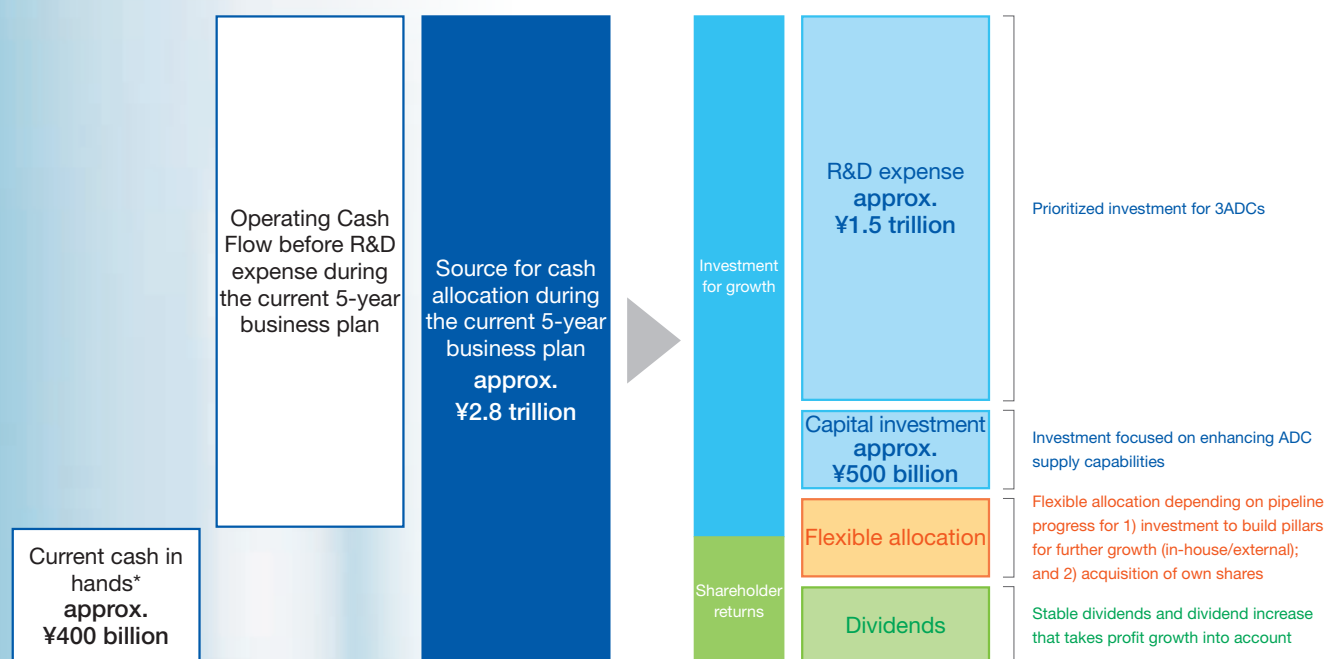 Current cash in
hands*
approx.
¥400 billion
Operating Cash
Flow before R&D
expense during
the current 5-year
business plan
Source for cash
allocation during
the current 5-year
business plan
approx.
¥2.8 trillion
Investment
for growth
Shareholder
returns
R&D expense
approx.
¥1.5 trillion
Prioritized investment for 3ADCs
Capital investment
approx.
¥500 billion
Investment focused on enhancing ADC
supply capabilities
Flexible allocation
Flexible allocation depending on pipeline
progress for 1) investment to build pillars
for further growth (in-house/external);
and 2) acquisition of own shares
Dividends
Stable dividends and dividend increase
that takes profit growth into account